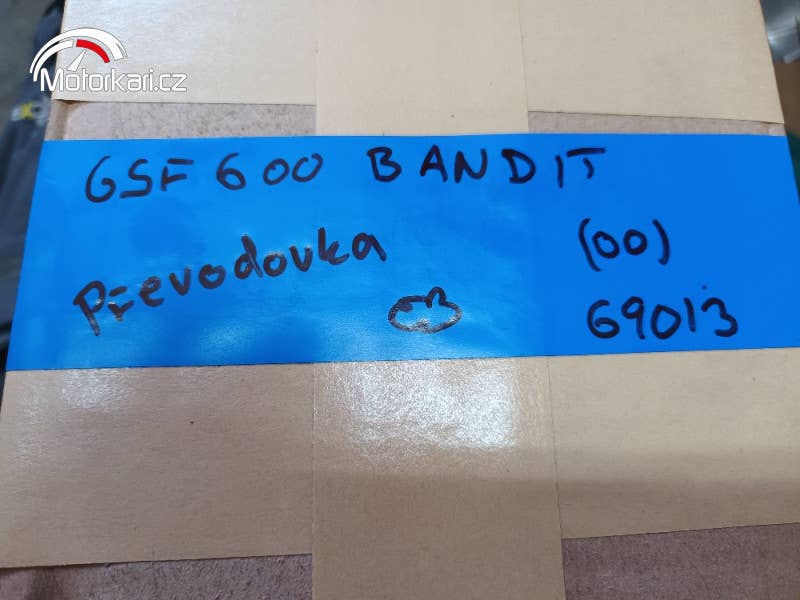 Motorkari.cz
GSF 600 BANDIT
Převodovka
(00)
69013